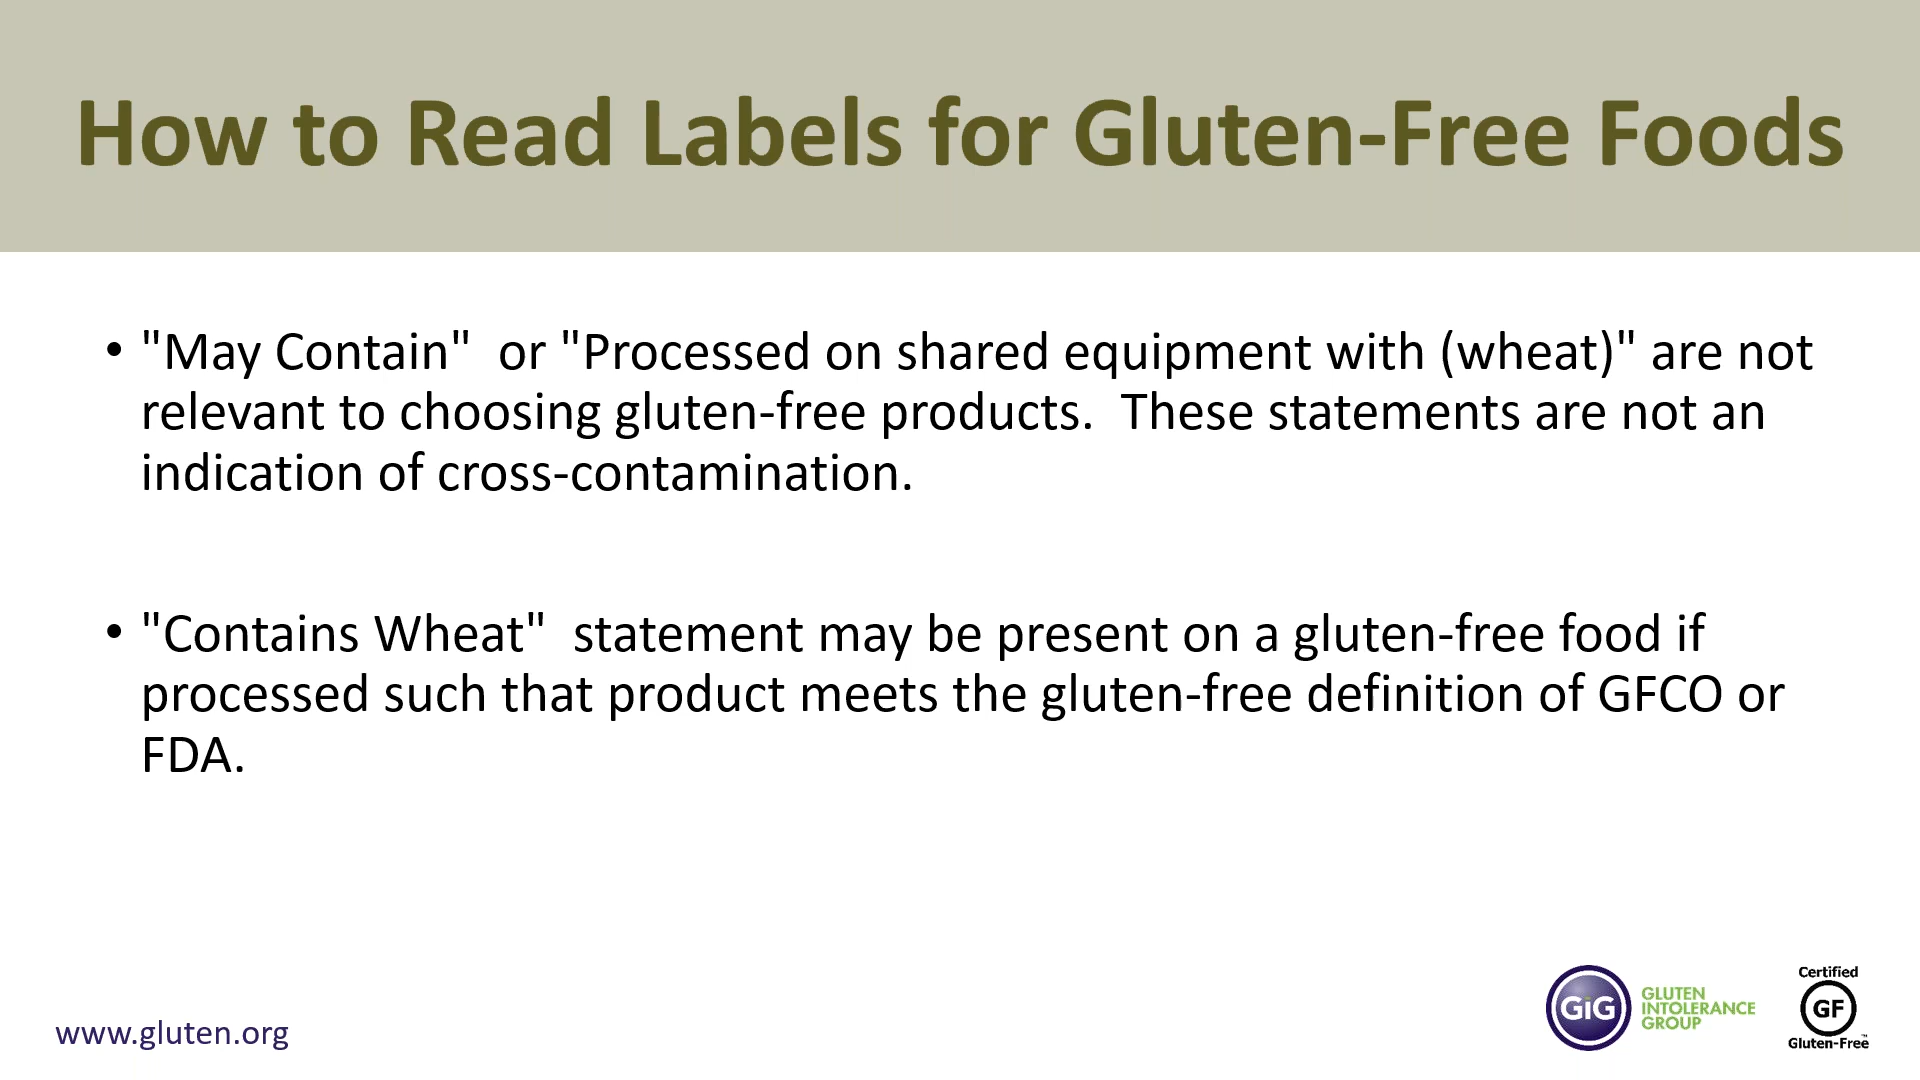 How to Read Labels for Gluten-Free Foods
• "May Contain"  or "Processed on shared equipment with (wheat)" are not
relevant to choosing gluten-free products.  These statements are not an
indication of cross-contamination.
• "Contains Wheat"  statement may be present on a gluten-free food if
processed such that product meets the gluten-free definition of GFCO or
FDA.
www.gluten.org
GiG
GLUTEN
INTOLERANCE
GROUP
Certified
GF
Gluten-Free™